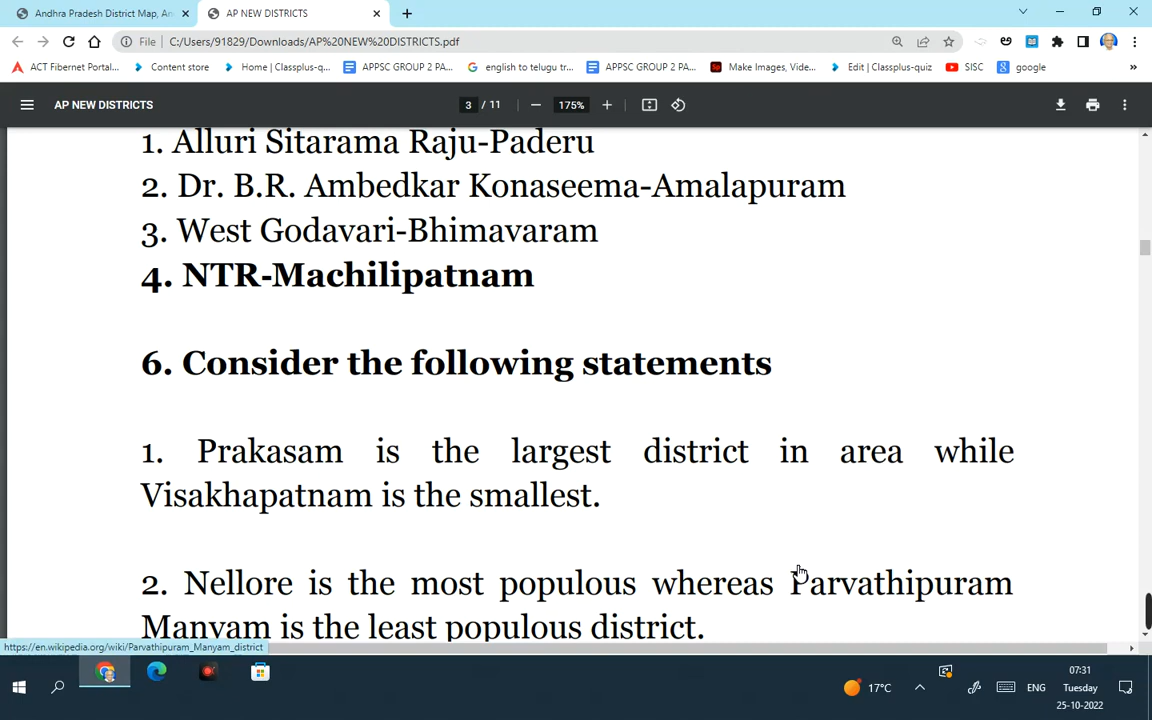 Andhra Pradesh District Map, An
AP NEW DISTRICTS
File C:/Users/91829/Downloads/AP%20NEW%20DISTRICTS.pdf
ACT Fibernet Portal... Content store Home | Classplus-q... APPSC GROUP 2 PA... english to telugu tr... APPSC GROUP 2 PA... Make Images, Vide... Edit | Classplus-quiz SISC google
AP NEW DISTRICTS 3 / 11 175%
1. Alluri Sitarama Raju-Paderu
2. Dr. B.R. Ambedkar Konaseema-Amalapuram
3. West Godavari-Bhimavaram
4. NTR-Machilipatnam
6. Consider the following statements
1. Prakasam is the largest district in area while
Visakhapatnam is the smallest.
2. Nellore is the most populous whereas Parvathipuram
Manyam is the least populous district.
https://en.wikipedia.org/wiki/Parvathipuram_Manyam_district
17°C ENG
07:31
Tuesday
25-10-2022